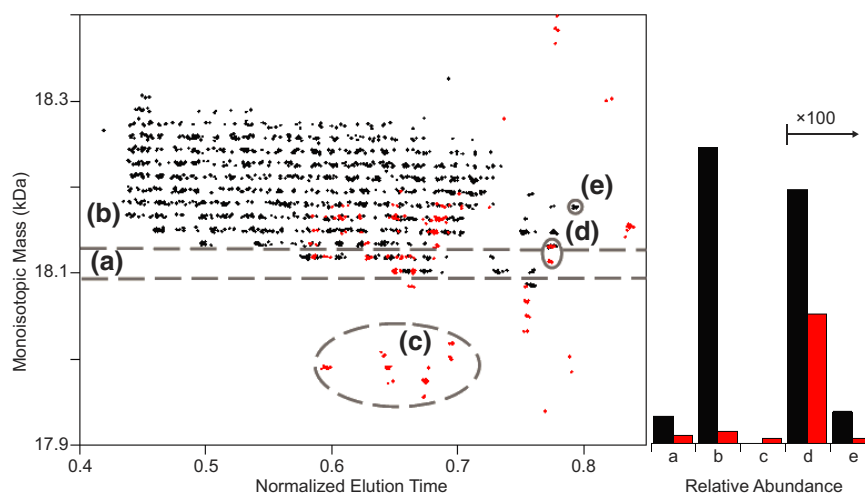 ×100
18.3
18.1
17.9
Monoisotopic Mass (kDa)
(e)
(b)
(d)
(a)
(c)
0.4 0.5 0.6 0.7 0.8
Normalized Elution Time
a b c d e
Relative Abundance